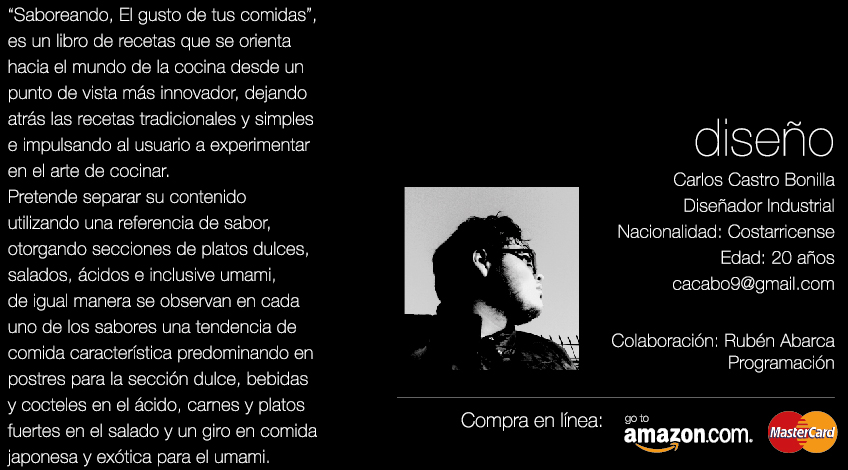 “Saboreando, El gusto de tus comidas”,
es un libro de recetas que se orienta
hacia el mundo de la cocina desde un
punto de vista más innovador, dejando
atrás las recetas tradicionales y simples
e impulsando al usuario a experimentar
en el arte de cocinar.
Pretende separar su contenido
utilizando una referencia de sabor,
otorgando secciones de platos dulces,
salados, ácidos e inclusive umami,
de igual manera se observan en cada
uno de los sabores una tendencia de
comida característica predominando en
postres para la sección dulce, bebidas
y cocteles en el ácido, carnes y platos
fuertes en el salado y un giro en comida
japonesa y exótica para el umami.
diseño
Carlos Castro Bonilla
Diseñador Industrial
Nacionalidad: Costarricense
Edad: 20 años
cacabo9@gmail.com
Colaboración: Rubén Abarca
Programación
Compra en línea:
go to
amazon.com.
MasterCard